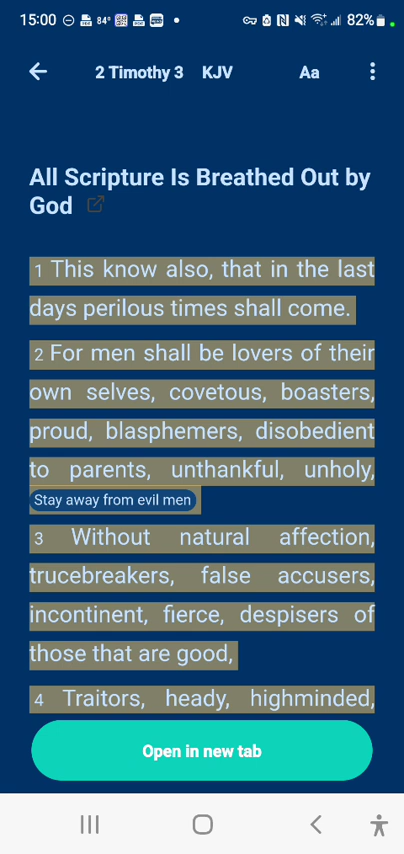 15:00 84° 82%
2 Timothy 3 KJV Aa
All Scripture Is Breathed Out by
God
1 This know also, that in the last
days perilous times shall come.
2 For men shall be lovers of their
own selves, covetous, boasters,
proud, blasphemers, disobedient
to parents, unthankful, unholy,
Stay away from evil men
3 Without natural affection,
trucebreakers, false accusers,
incontinent, fierce, despisers of
those that are good,
4 Traitors, heady, highminded,
Open in new tab